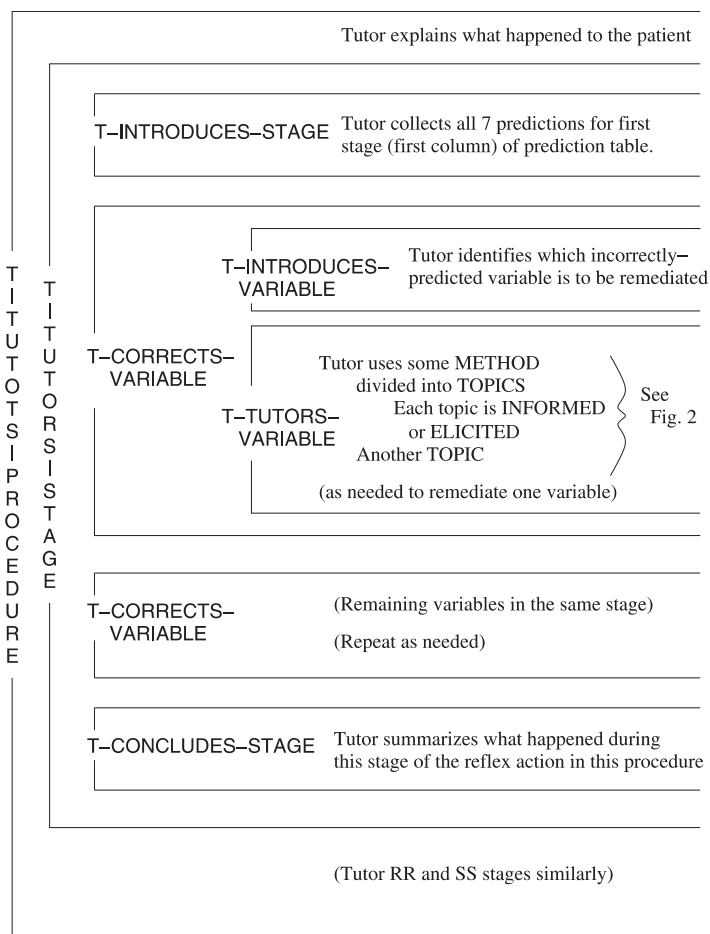 TITUTOTSIPROCEDURE
Tutor explains what happened to the patient
TITUTORSISTAGE
T–INTRODUCES–STAGE
Tutor collects all 7 predictions for first
stage (first column) of prediction table.
T–CORRECTS–
VARIABLE
T–INTRODUCES–
VARIABLE
Tutor identifies which incorrectly–
predicted variable is to be remediated
T–TUTORS–
VARIABLE
Tutor uses some METHOD
divided into TOPICS
Each topic is INFORMED
or ELICITED
Another TOPIC
(as needed to remediate one variable)
See
Fig. 2
T–CORRECTS–
VARIABLE
(Remaining variables in the same stage)
(Repeat as needed)
T–CONCLUDES–STAGE
Tutor summarizes what happened during
this stage of the reflex action in this procedure
(Tutor RR and SS stages similarly)